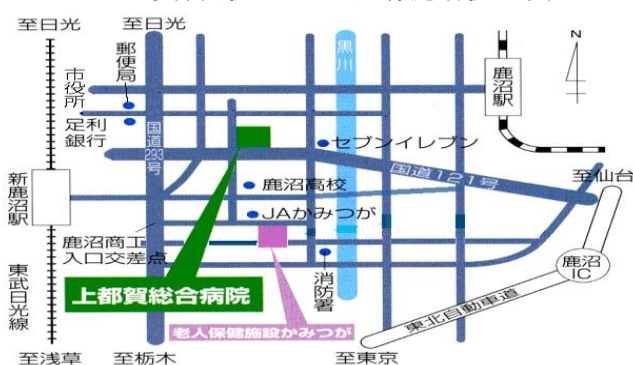 至日光
至日光
N
郵便局
市役所
黒川
鹿沼駅
足利
銀行
国道293号
セブンイレブン
国道121号
至仙台
新鹿沼駅
鹿沼高校
JAかみつが
鹿沼商工
入口交差点
消防署
鹿沼
IC
東武日光線
上都賀総合病院
老人保健施設かみつが
東北自動車道
至浅草
至栃木
至東京